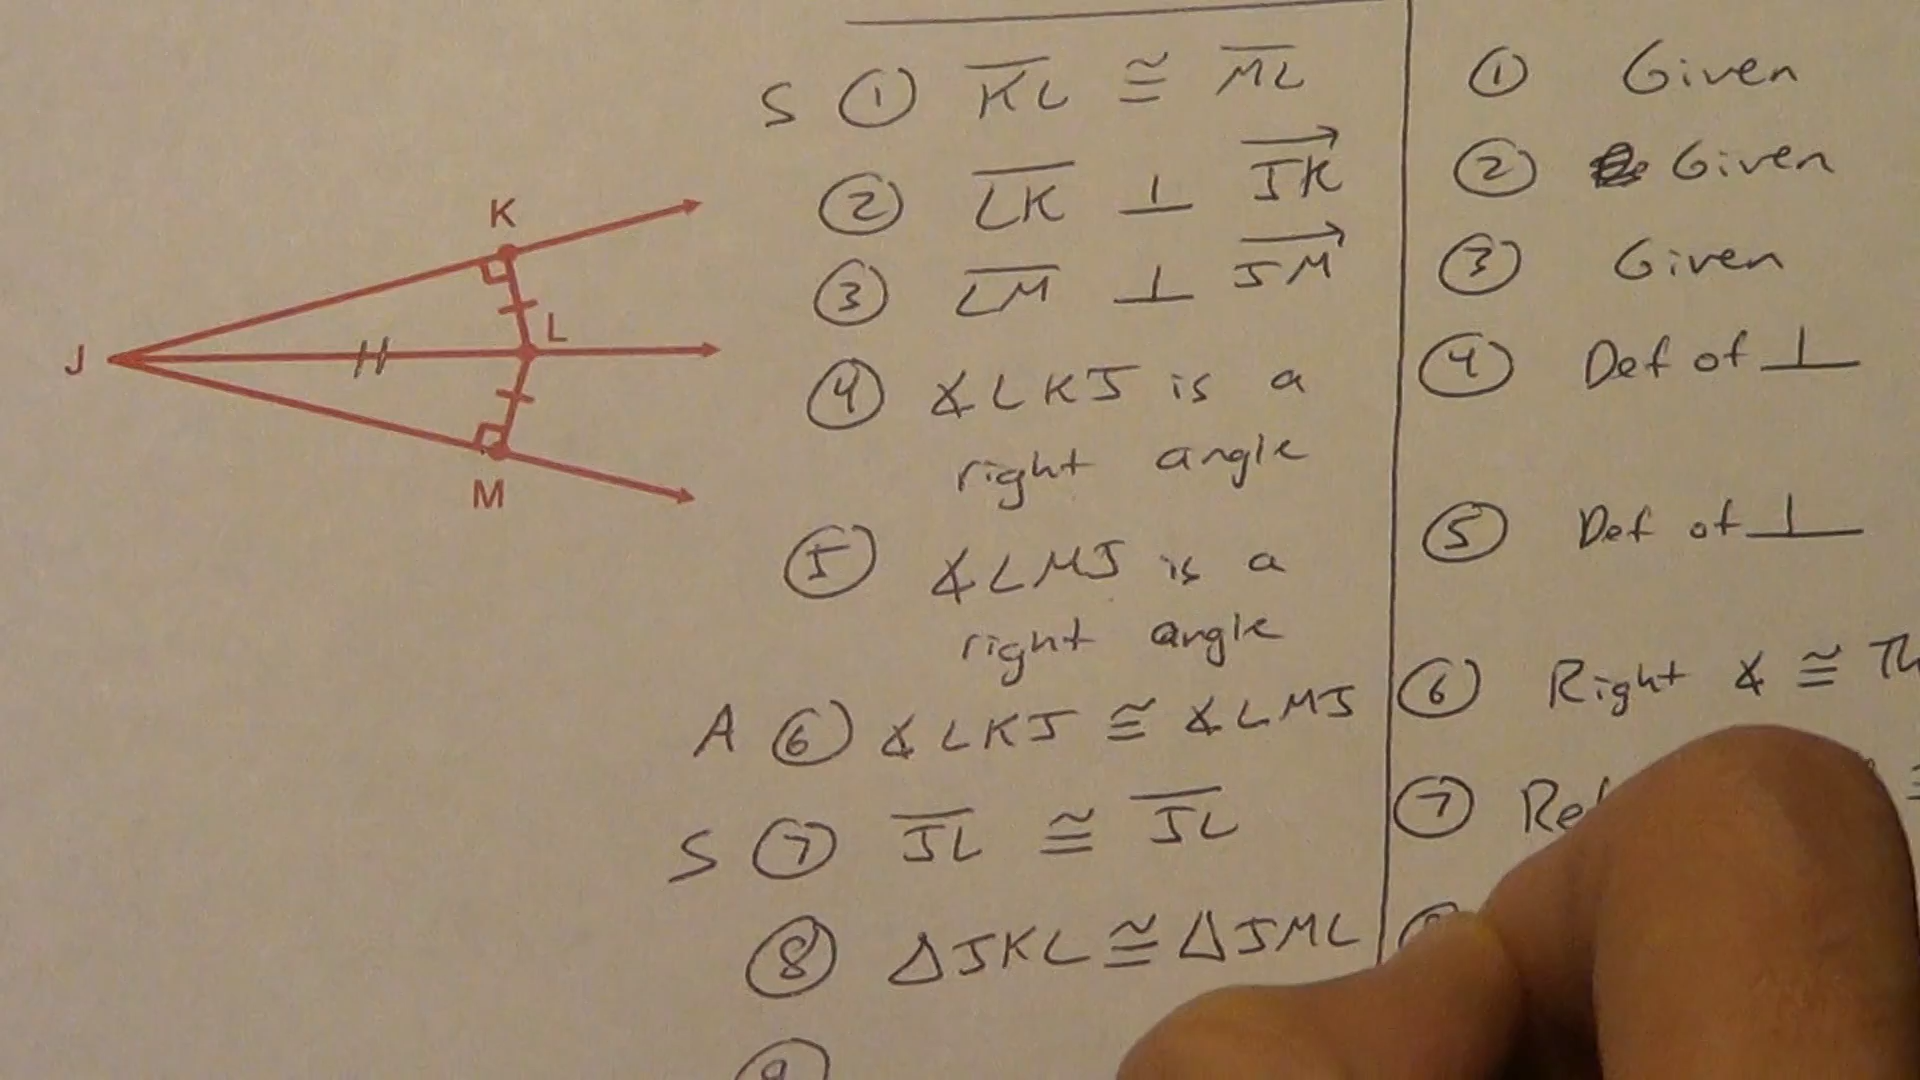 K
J
L
M
S ① KL ≅ ML
② LK ⊥ JK
③ LM ⊥ JM
④ ∡LKJ is a
right angle
⑤ ∡LMJ is a
right angle
A ⑥ ∡LKJ ≅ ∡LMJ
S ⑦ JL ≅ JL
⑧ ΔJKL ≅ ΔJML
① Given
② Given
③ Given
④ Def of ⊥
⑤ Def of ⊥
⑥ Right ∡ ≅
⑦